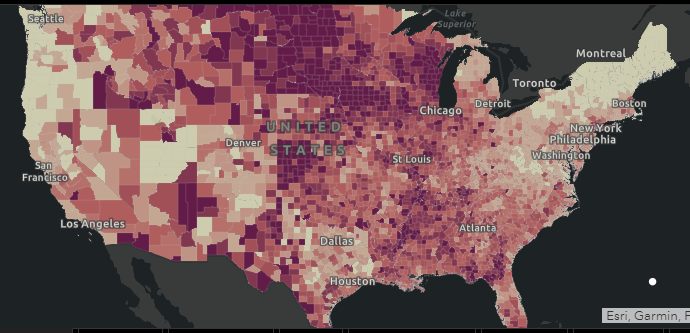 Seattle
Lake
Superior
Montreal
Toronto
Chicago
Detroit
Boston
UNITED
STATES
Denver
New York
Philadelphia
St Louis
Washington
San
Francisco
Los Angeles
Atlanta
Dallas
Houston
Esri, Garmin, F